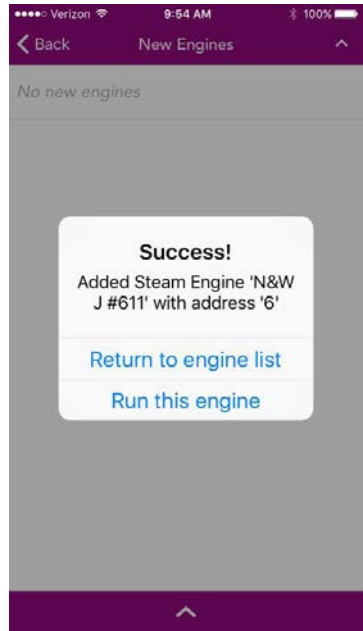 Verizon 9:54 AM 100%
Back New Engines
No new engines
Success!
Added Steam Engine 'N&W
J #611' with address '6'
Return to engine list
Run this engine